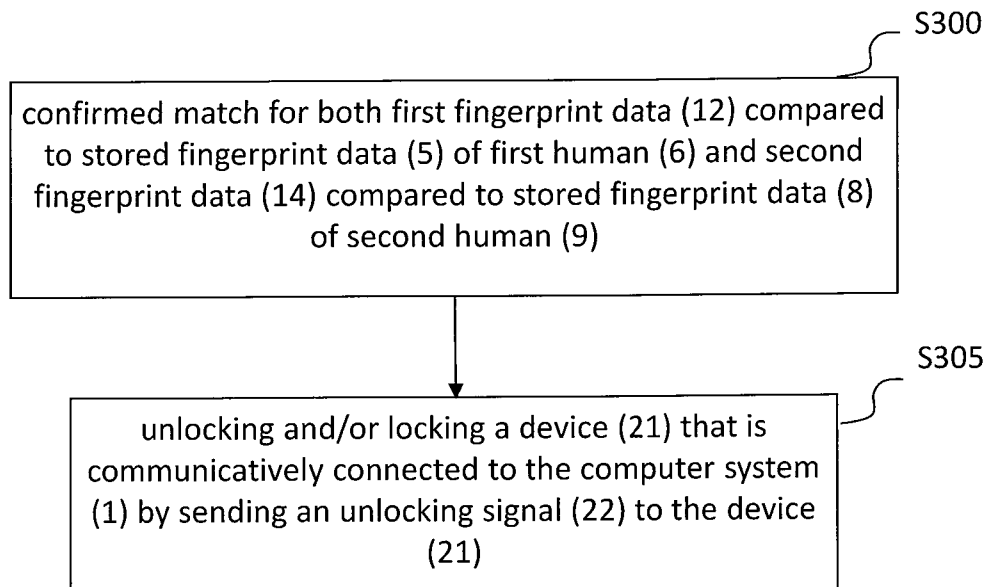 S300
confirmed match for both first fingerprint data (12) compared
to stored fingerprint data (5) of first human (6) and second
fingerprint data (14) compared to stored fingerprint data (8)
of second human (9)
S305
unlocking and/or locking a device (21) that is
communicatively connected to the computer system
(1) by sending an unlocking signal (22) to the device
(21)